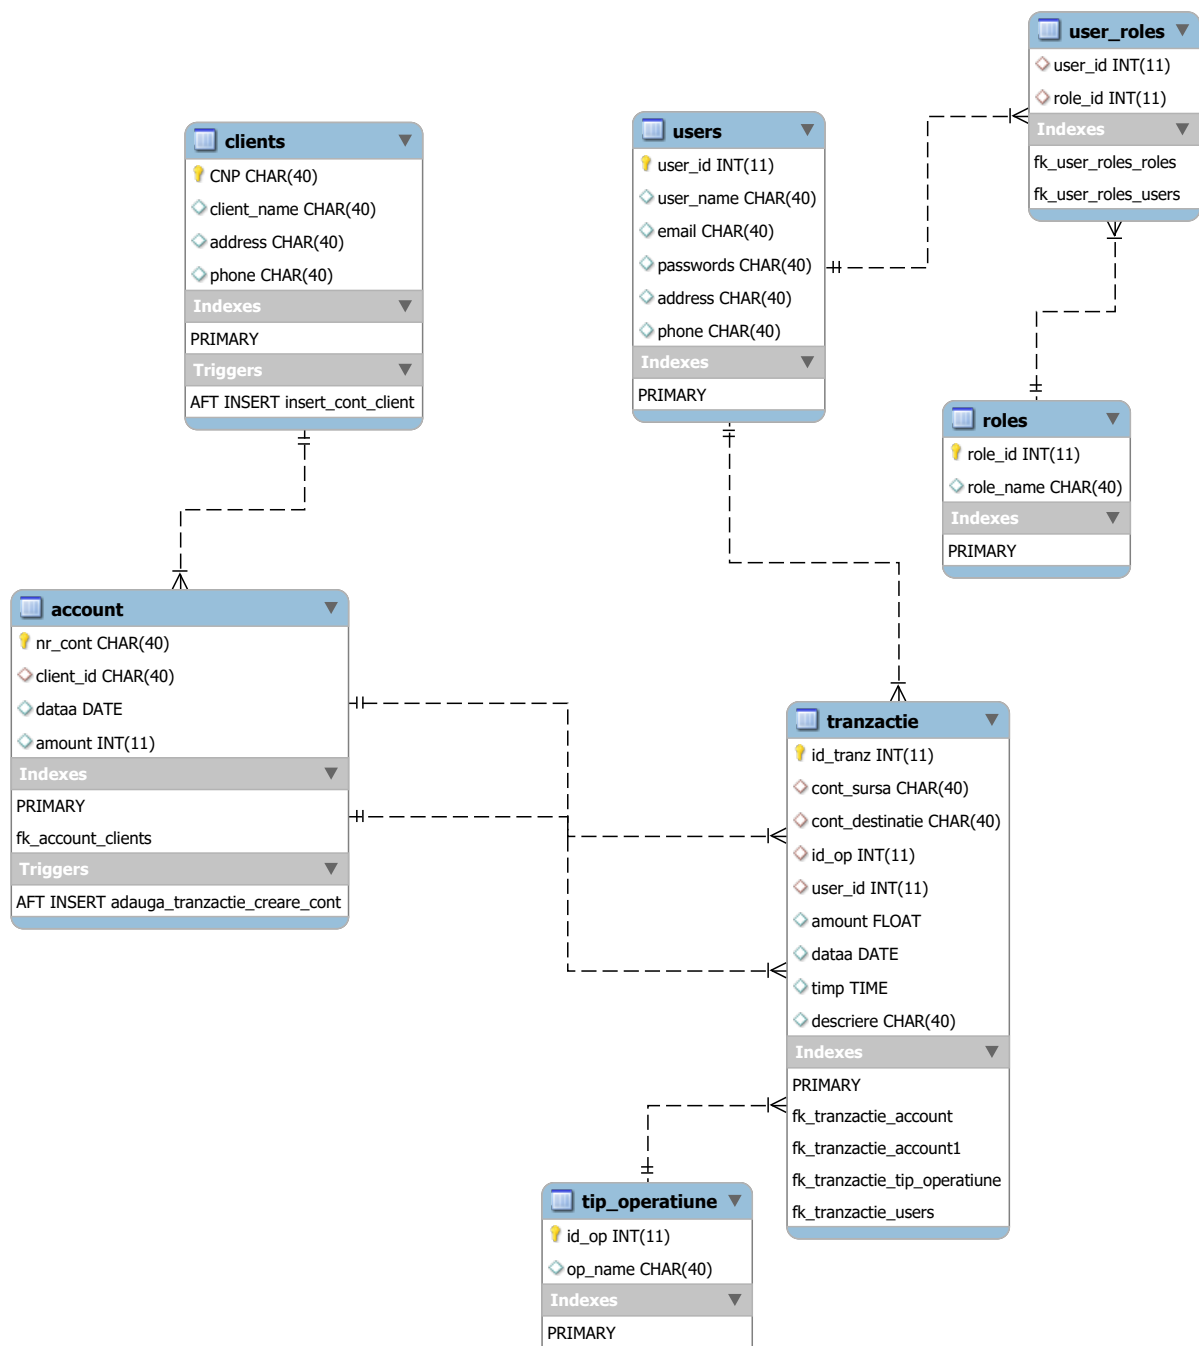 user_roles
user_id INT(11)
role_id INT(11)
Indexes
fk_user_roles_roles
fk_user_roles_users
users
user_id INT(11)
user_name CHAR(40)
email CHAR(40)
passwords CHAR(40)
address CHAR(40)
phone CHAR(40)
Indexes
PRIMARY
clients
CNP CHAR(40)
client_name CHAR(40)
address CHAR(40)
phone CHAR(40)
Indexes
PRIMARY
Triggers
AFT INSERT insert_cont_client
roles
role_id INT(11)
role_name CHAR(40)
Indexes
PRIMARY
account
nr_cont CHAR(40)
client_id CHAR(40)
dataa DATE
amount INT(11)
Indexes
PRIMARY
fk_account_clients
Triggers
AFT INSERT adauga_tranzactie_creare_cont
tranzactie
id_tranz INT(11)
cont_sursa CHAR(40)
cont_destinatie CHAR(40)
id_op INT(11)
user_id INT(11)
amount FLOAT
dataa DATE
timp TIME
descriere CHAR(40)
Indexes
PRIMARY
fk_tranzactie_account
fk_tranzactie_account1
fk_tranzactie_tip_operatiune
fk_tranzactie_users
tip_operatiune
id_op INT(11)
op_name CHAR(40)
Indexes
PRIMARY